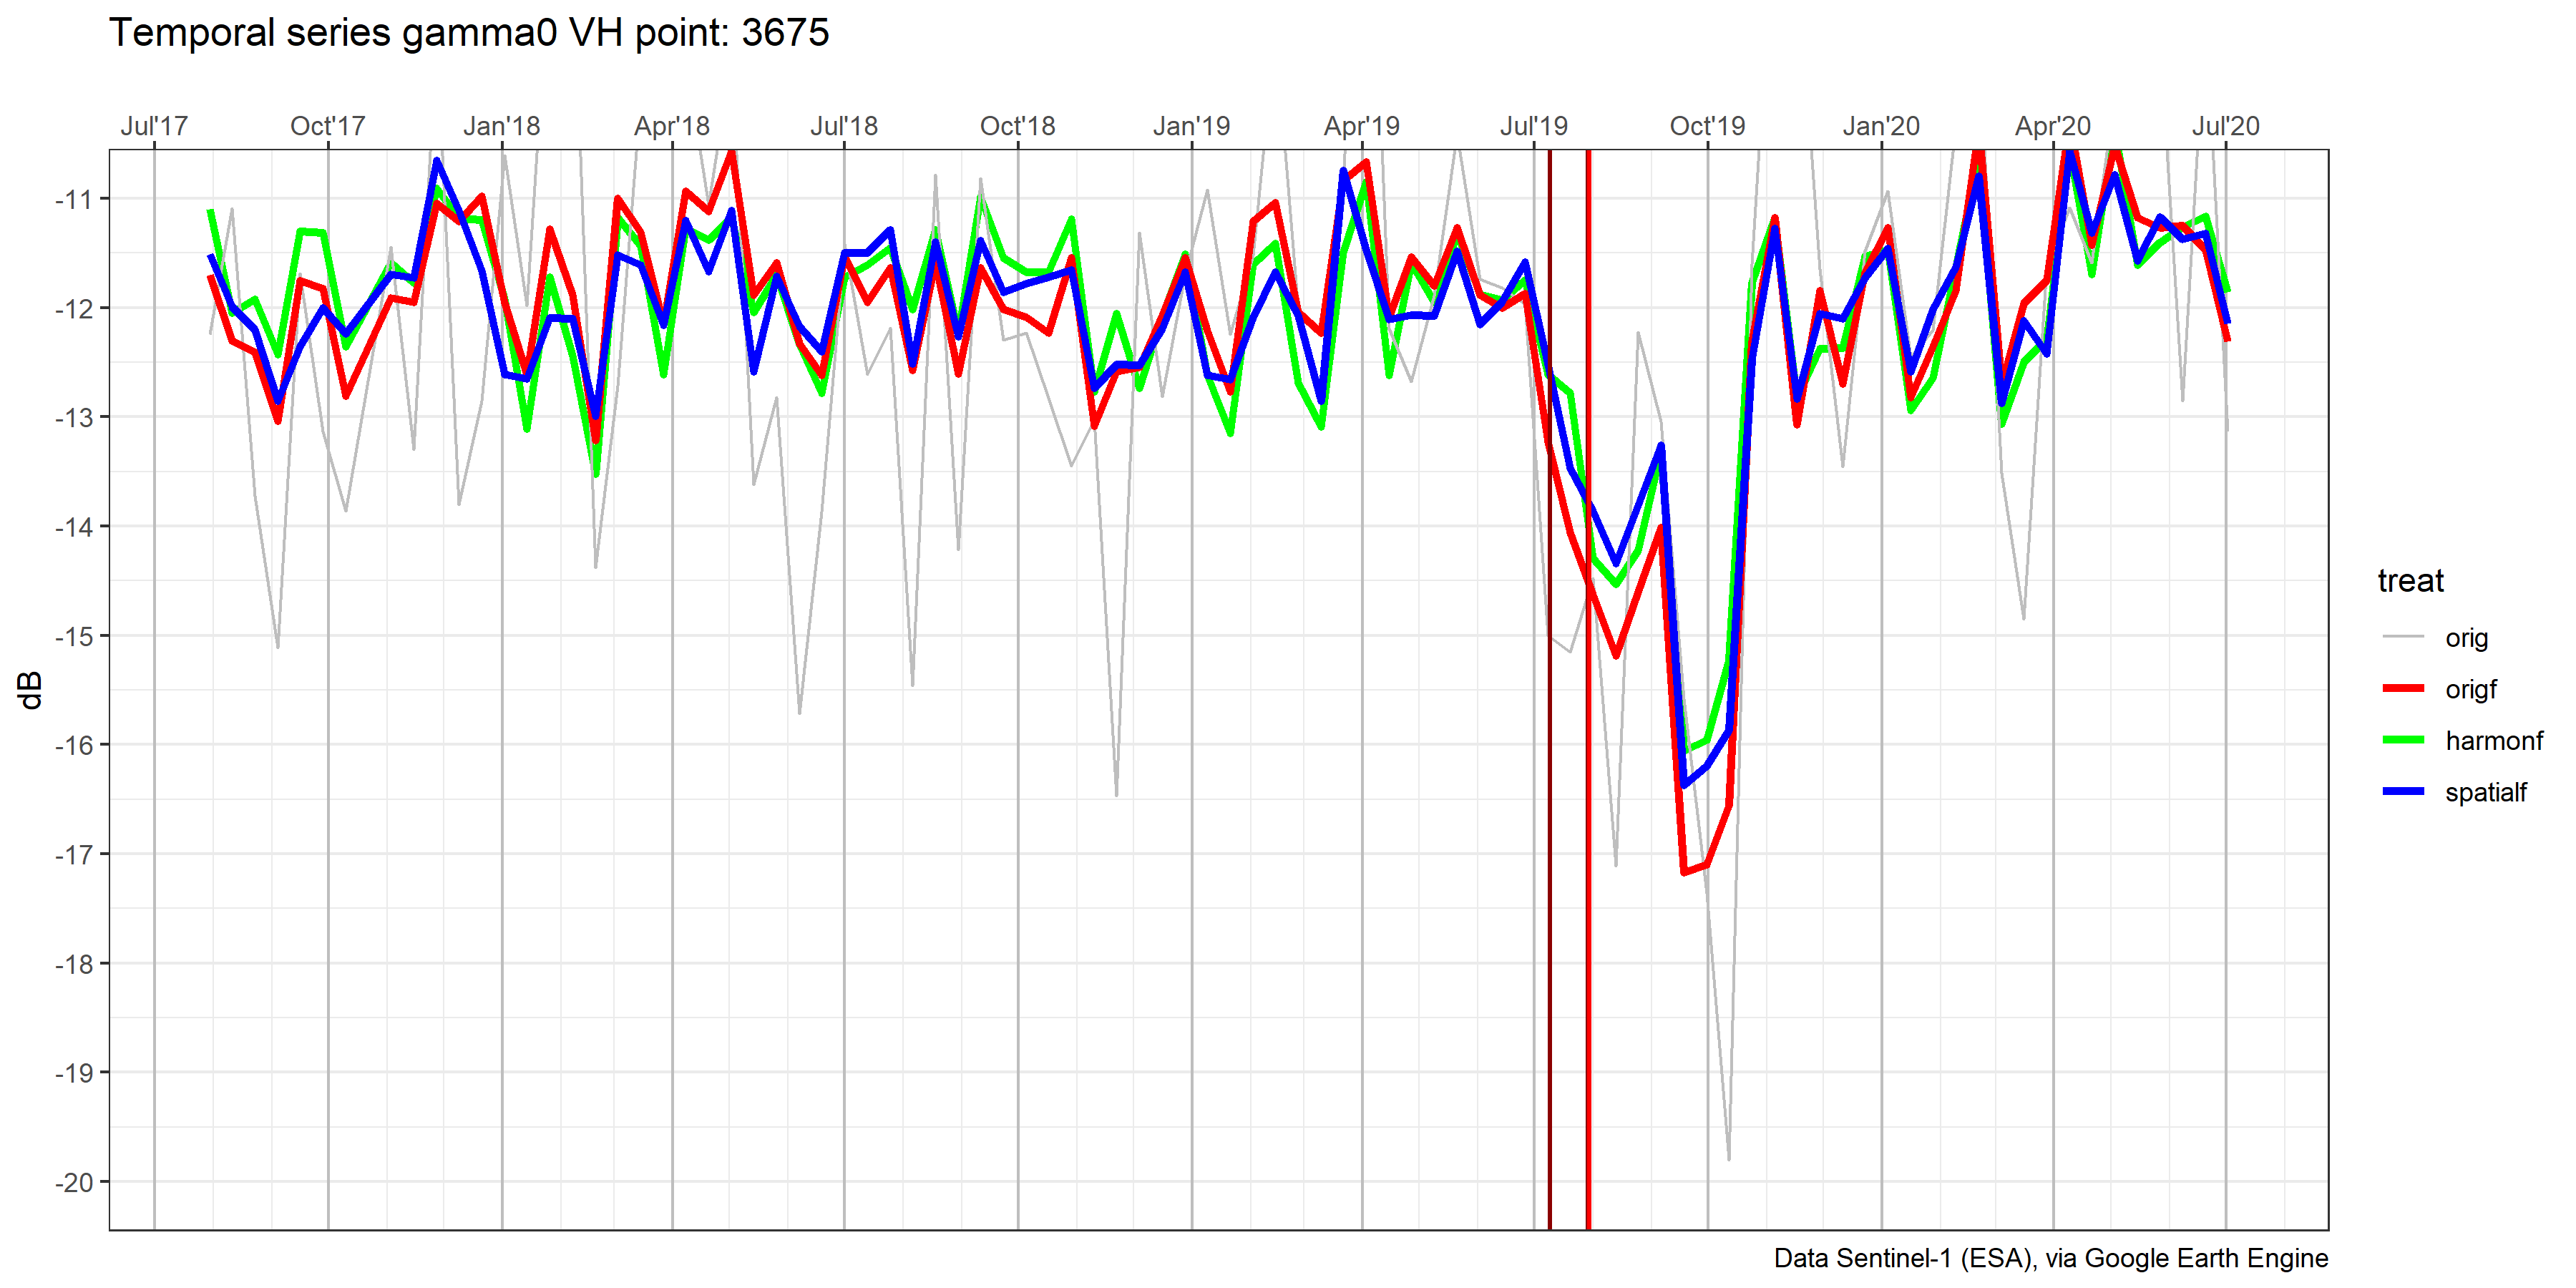 Temporal series gamma0 VH point: 3675
Jul'17 Oct'17 Jan'18 Apr'18 Jul'18 Oct'18 Jan'19 Apr'19 Jul'19 Oct'19 Jan'20 Apr'20 Jul'20
-11
-12
-13
-14
-15
-16
-17
-18
-19
-20
dB
treat
orig
origf
harmonf
spatialf
Data Sentinel-1 (ESA), via Google Earth Engine